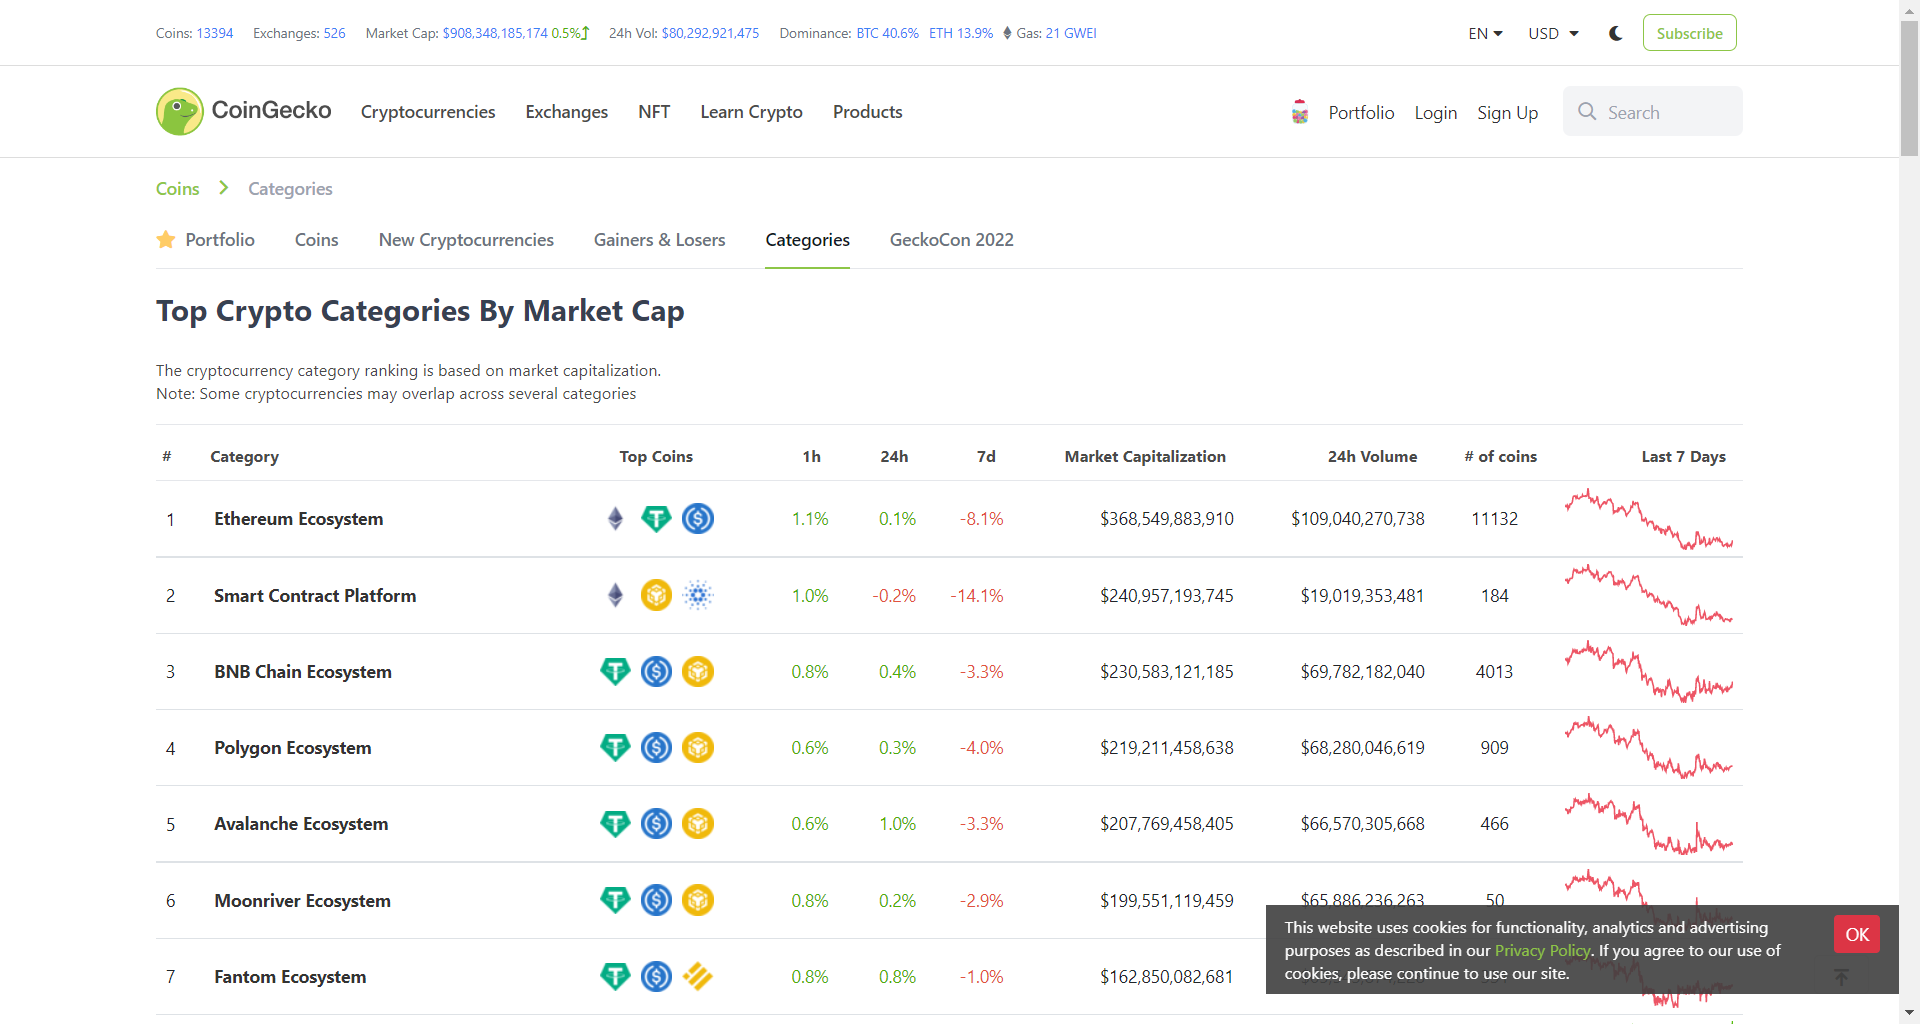 Coins: 13394 Exchanges: 526 Market Cap: $908,348,185,174 0.5% 24h Vol: $80,292,921,475 Dominance: BTC 40.6% ETH 13.9% Gas: 21 GWEI EN USD Subscribe
CoinGecko Cryptocurrencies Exchanges NFT Learn Crypto Products Portfolio Login Sign Up Search
Coins Categories
Portfolio Coins New Cryptocurrencies Gainers & Losers Categories GeckoCon 2022
Top Crypto Categories By Market Cap
The cryptocurrency category ranking is based on market capitalization.
Note: Some cryptocurrencies may overlap across several categories
# Category Top Coins 1h 24h 7d Market Capitalization 24h Volume # of coins Last 7 Days
1 Ethereum Ecosystem 1.1% 0.1% -8.1% $368,549,883,910 $109,040,270,738 11132
2 Smart Contract Platform 1.0% -0.2% -14.1% $240,957,193,745 $19,019,353,481 184
3 BNB Chain Ecosystem 0.8% 0.4% -3.3% $230,583,121,185 $69,782,182,040 4013
4 Polygon Ecosystem 0.6% 0.3% -4.0% $219,211,458,638 $68,280,046,619 909
5 Avalanche Ecosystem 0.6% 1.0% -3.3% $207,769,458,405 $66,570,305,668 466
6 Moonriver Ecosystem 0.8% 0.2% -2.9% $199,551,119,459 $65,886,236,263 50
7 Fantom Ecosystem 0.8% 0.8% -1.0% $162,850,082,681
This website uses cookies for functionality, analytics and advertising
purposes as described in our Privacy Policy. If you agree to our use of
cookies, please continue to use our site.
OK